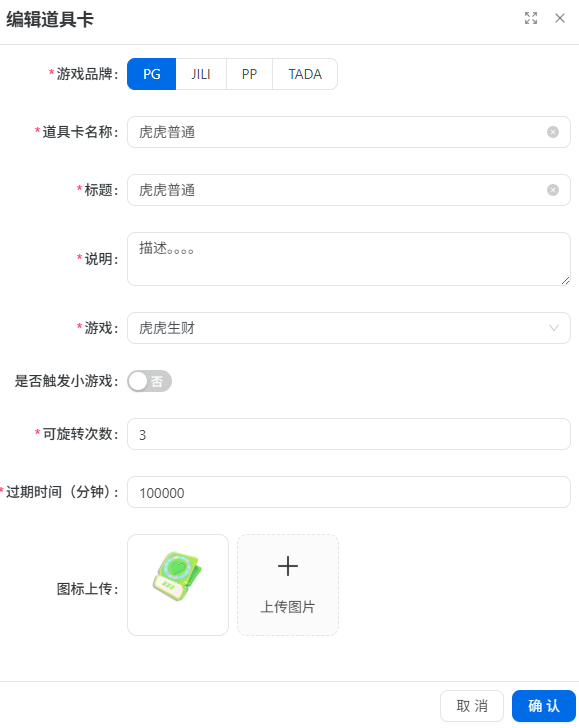 编辑道具卡
*游戏品牌： PG JILI PP TADA
*道具卡名称： 虎虎普通
*标题： 虎虎普通
*说明： 描述。。。。
*游戏： 虎虎生财
是否触发小游戏： 否
*可旋转次数： 3
*过期时间（分钟）： 100000
图标上传： 上传图片
取 消 确 认